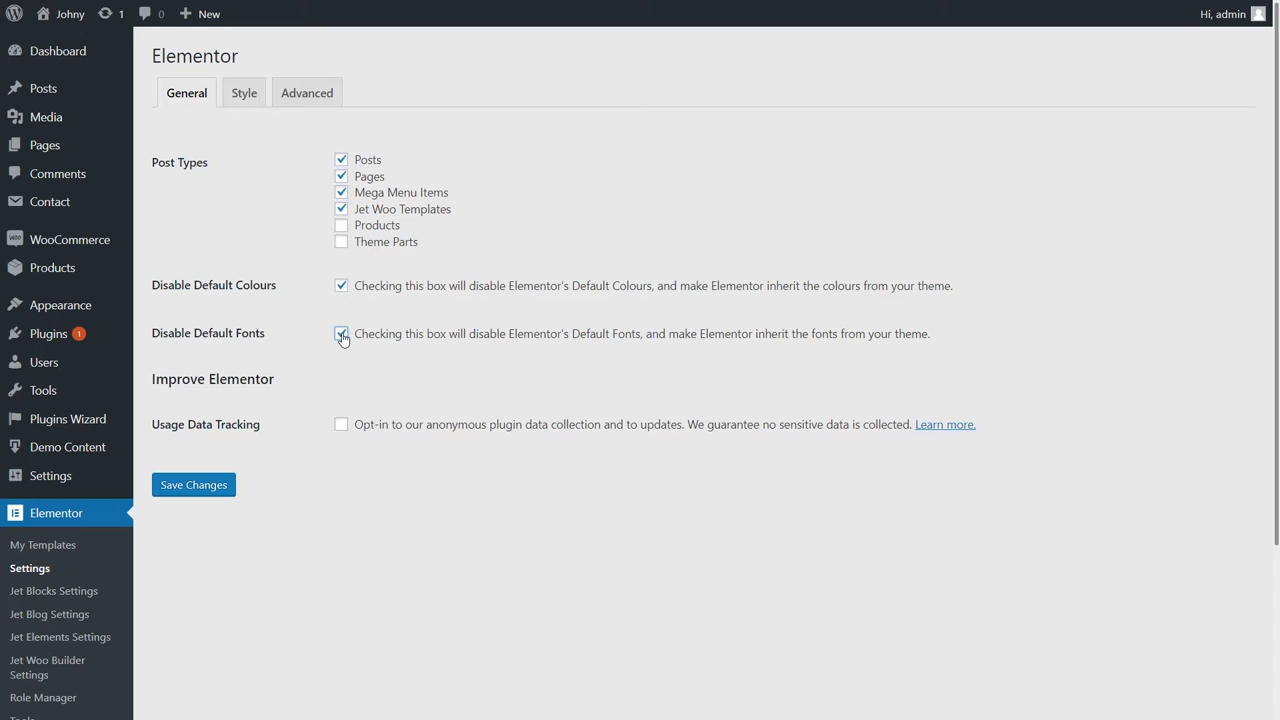 Johny 1 0 New Hi, admin
Dashboard
Posts
Media
Pages
Comments
Contact
WooCommerce
Products
Appearance
Plugins 1
Users
Tools
Plugins Wizard
Demo Content
Settings
Elementor
My Templates
Settings
Jet Blocks Settings
Jet Blog Settings
Jet Elements Settings
Jet Woo Builder
Settings
Role Manager
Elementor
General Style Advanced
Post Types
Posts
Pages
Mega Menu Items
Jet Woo Templates
Products
Theme Parts
Disable Default Colours Checking this box will disable Elementor's Default Colours, and make Elementor inherit the colours from your theme.
Disable Default Fonts Checking this box will disable Elementor's Default Fonts, and make Elementor inherit the fonts from your theme.
Improve Elementor
Usage Data Tracking Opt-in to our anonymous plugin data collection and to updates. We guarantee no sensitive data is collected. Learn more.
Save Changes